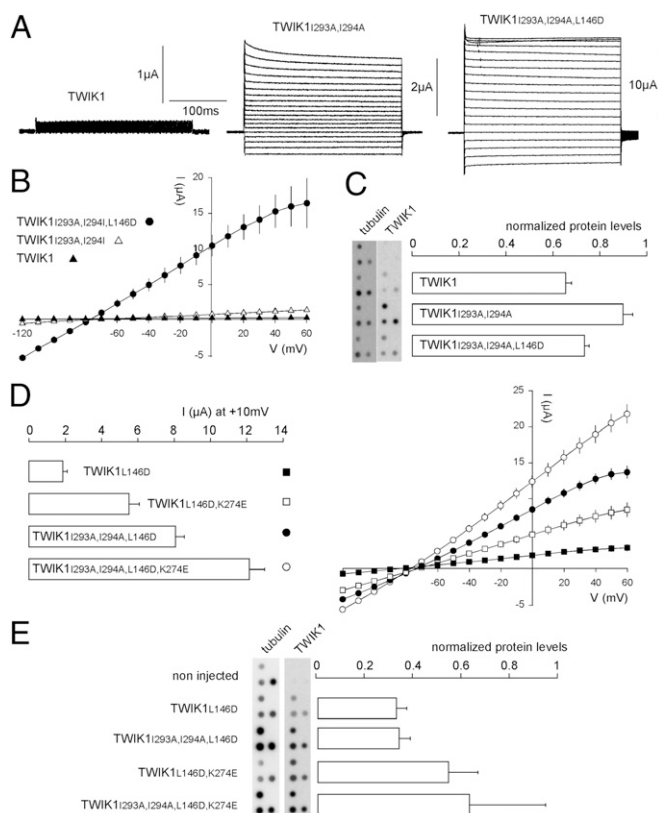 A
TWIK1
1µA
100ms
TWIK1I293A,I294A
2µA
TWIK1I293A,I294A,L146D
10µA
B
I (µA)
20
15
10
5
-5
TWIK1I293A,I294I,L146D
TWIK1I293A,I294I
TWIK1
-120 -80 -60 -40 -20 0 20 40 60
V (mV)
C
tubulin
TWIK1
normalized protein levels
0 0.2 0.4 0.6 0.8 1
TWIK1
TWIK1I293A,I294A
TWIK1I293A,I294A,L146D
D
I (µA) at +10mV
0 2 4 6 8 10 12 14
TWIK1L146D
TWIK1L146D,K274E
TWIK1I293A,I294A,L146D
TWIK1I293A,I294A,L146D,K274E
I (µA)
25
20
15
10
5
-5
-60 -40 -20 0 20 40 60
V (mV)
E
tubulin
TWIK1
normalized protein levels
0 0.2 0.4 0.6 0.8 1
non injected
TWIK1L146D
TWIK1I293A,I294A,L146D
TWIK1L146D,K274E
TWIK1I293A,I294A,L146D,K274E